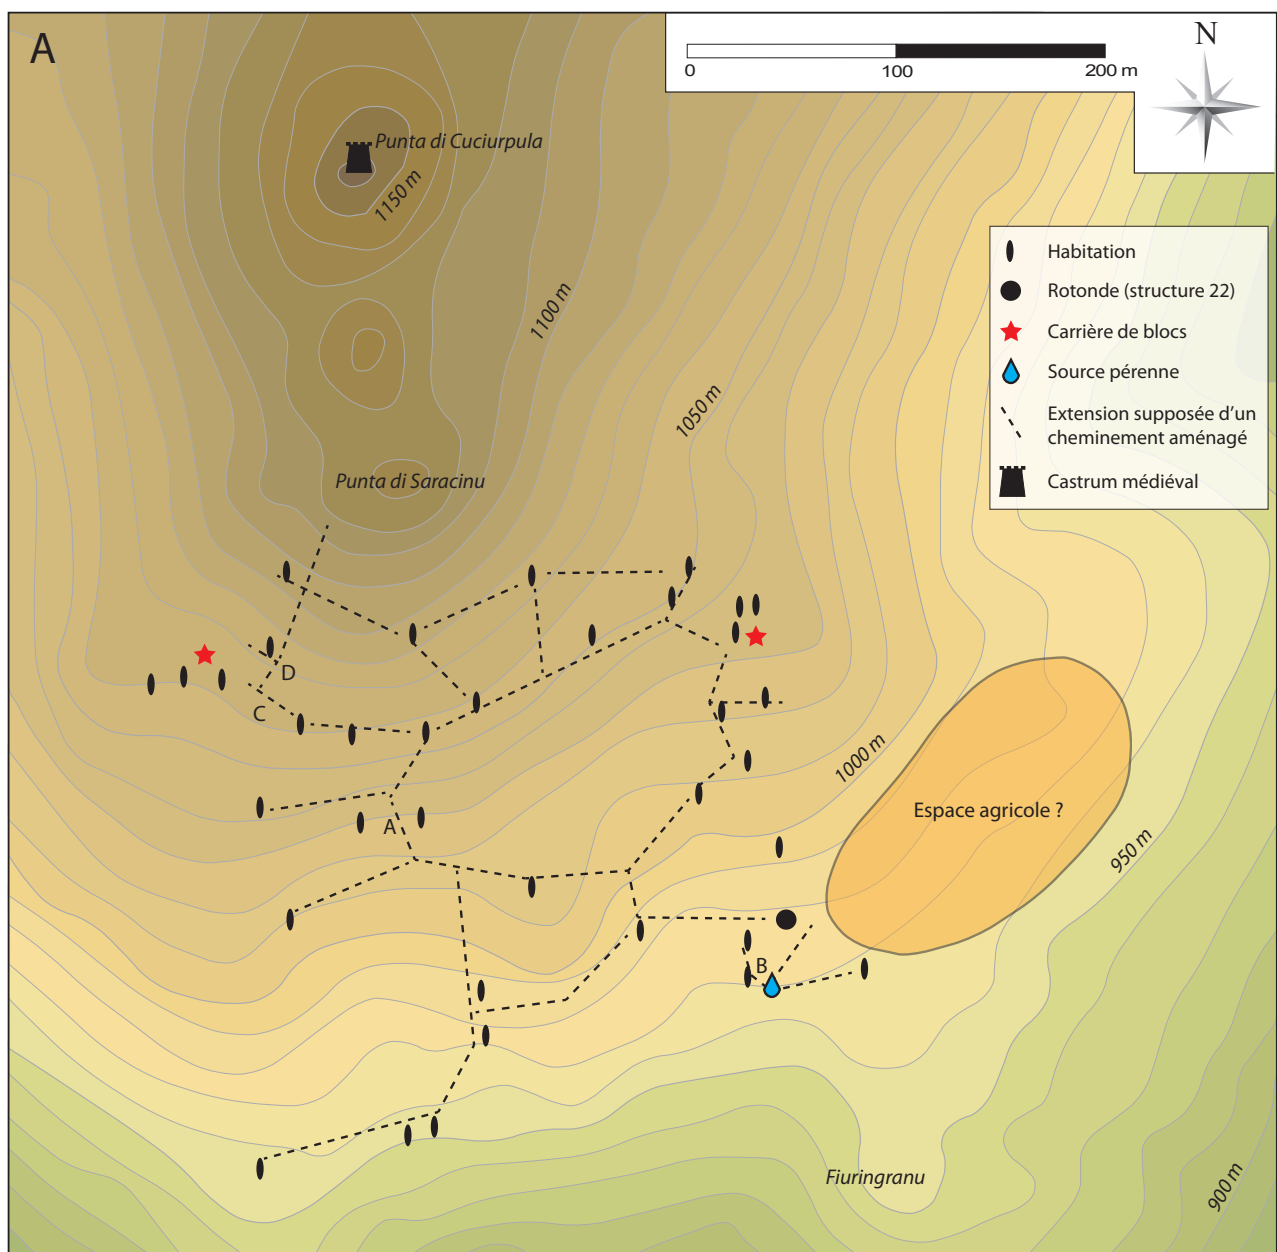 A
0
100
200 m
N
Punta di Cuciurpula
1150 m
Habitation
Rotonde (structure 22)
Carrière de blocs
Source pérenne
Extension supposée d'un
cheminement aménagé
Castrum médiéval
1100 m
1050 m
Punta di Saracinu
D
C
1000 m
Espace agricole ?
A
950 m
B
Fiuringranu
900 m